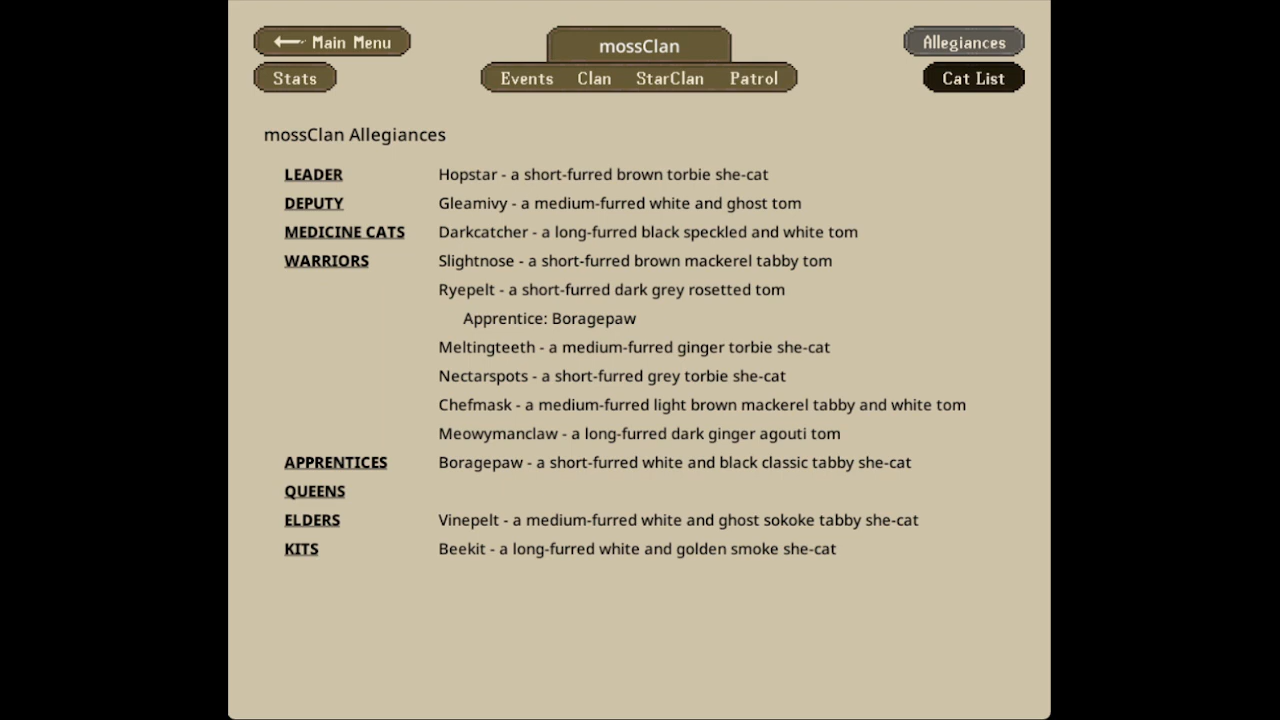 Main Menu
mossClan
Allegiances
Stats
Events Clan StarClan Patrol
Cat List
mossClan Allegiances
LEADER Hopstar - a short-furred brown torbie she-cat
DEPUTY Gleamivy - a medium-furred white and ghost tom
MEDICINE CATS Darkcatcher - a long-furred black speckled and white tom
WARRIORS Slightnose - a short-furred brown mackerel tabby tom
Ryepelt - a short-furred dark grey rosetted tom
Apprentice: Boragepaw
Meltingteeth - a medium-furred ginger torbie she-cat
Nectarspots - a short-furred grey torbie she-cat
Chefmask - a medium-furred light brown mackerel tabby and white tom
Meowymanclaw - a long-furred dark ginger agouti tom
APPRENTICES Boragepaw - a short-furred white and black classic tabby she-cat
QUEENS
ELDERS Vinepelt - a medium-furred white and ghost sokoke tabby she-cat
KITS Beekit - a long-furred white and golden smoke she-cat